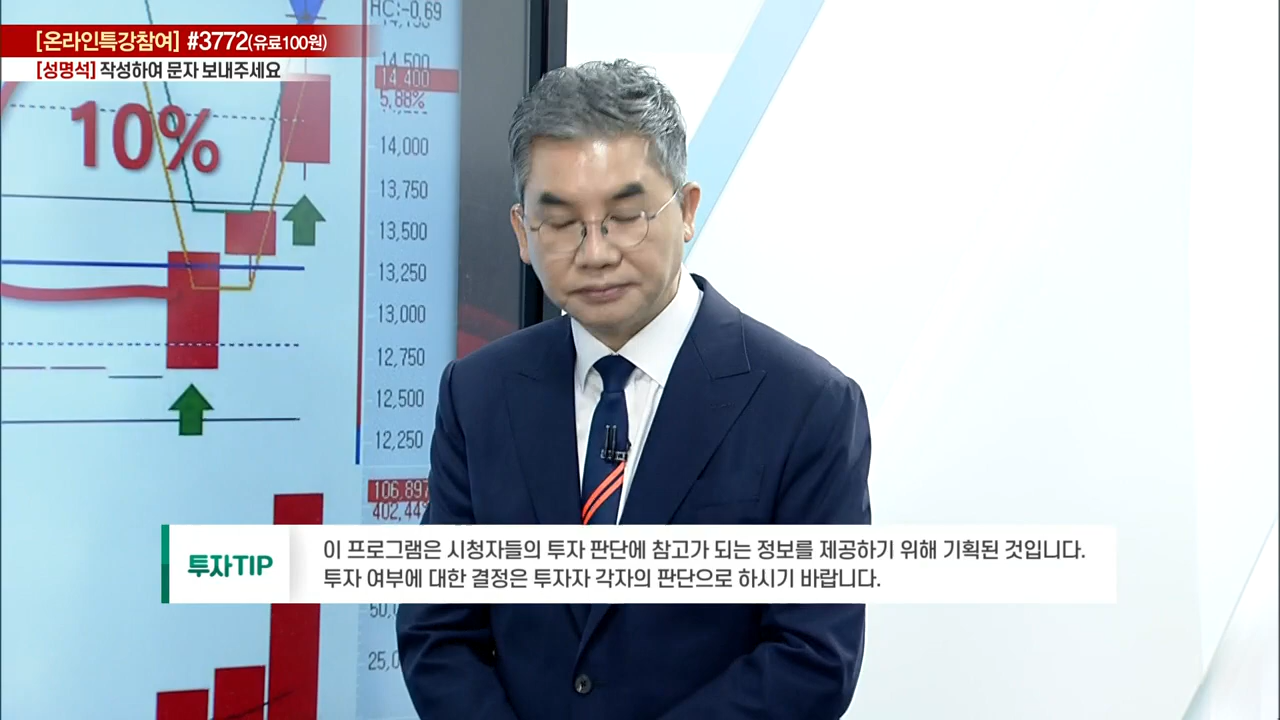 [온라인특강참여] #3772(유료100원)
[성명석] 작성하여 문자 보내주세요
HC:-0.69
14,500
14,400
5.88%
10%
14,000
13,750
13,500
13,250
13,000
12,750
12,500
12,250
106,897
402,44
투자TIP
이 프로그램은 시청자들의 투자 판단에 참고가 되는 정보를 제공하기 위해 기획된 것입니다.
투자 여부에 대한 결정은 투자자 각자의 판단으로 하시기 바랍니다.